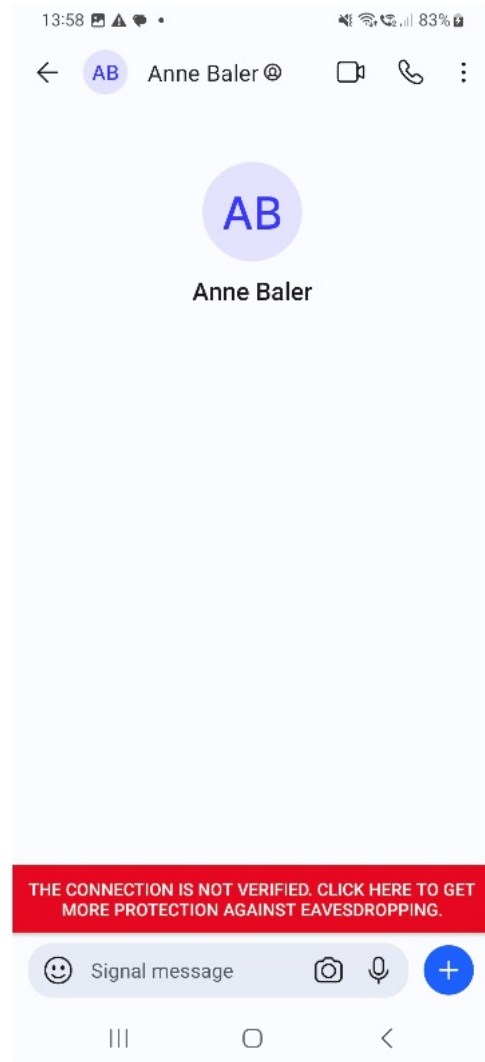 13:58 83%
AB Anne Baler
AB
Anne Baler
THE CONNECTION IS NOT VERIFIED. CLICK HERE TO GET
MORE PROTECTION AGAINST EAVESDROPPING.
Signal message